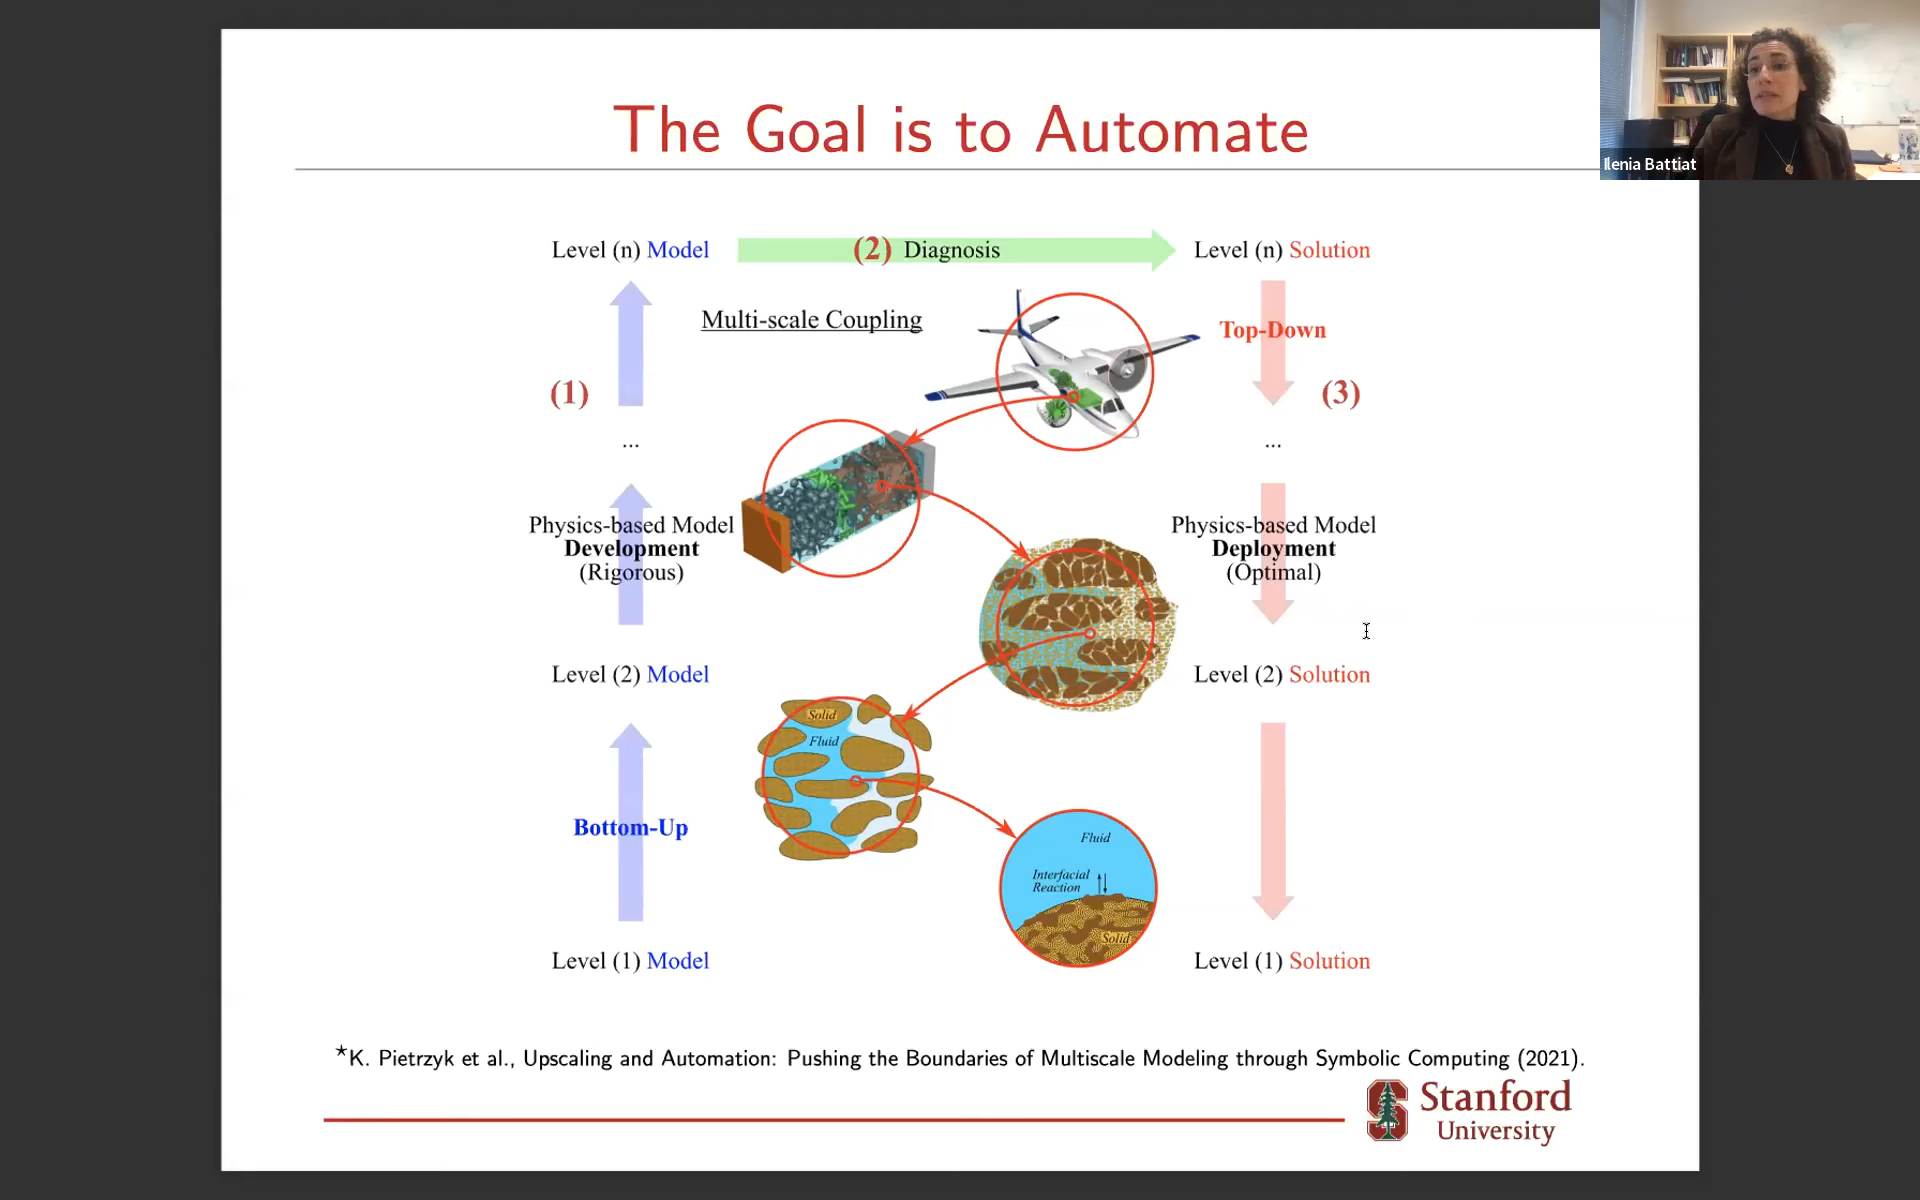 The Goal is to Automate
Ilenia Battiat
Level (n) Model
(2) Diagnosis
Level (n) Solution
Multi-scale Coupling
Top-Down
(1)
(3)
...
...
Physics-based Model
Development
(Rigorous)
Physics-based Model
Deployment
(Optimal)
Level (2) Model
Level (2) Solution
Solid
Fluid
Bottom-Up
Fluid
Interfacial
Reaction
Solid
Level (1) Model
Level (1) Solution
*K. Pietrzyk et al., Upscaling and Automation: Pushing the Boundaries of Multiscale Modeling through Symbolic Computing (2021).
Stanford
University